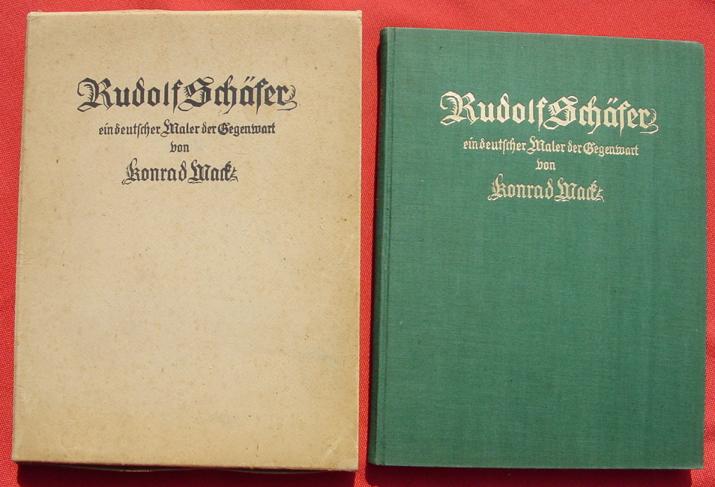 Rudolf Schäfer
ein deutscher Maler der Gegenwart
von
Konrad Mack
Rudolf Schäfer
ein deutscher Maler der Gegenwart
von
Konrad Mack